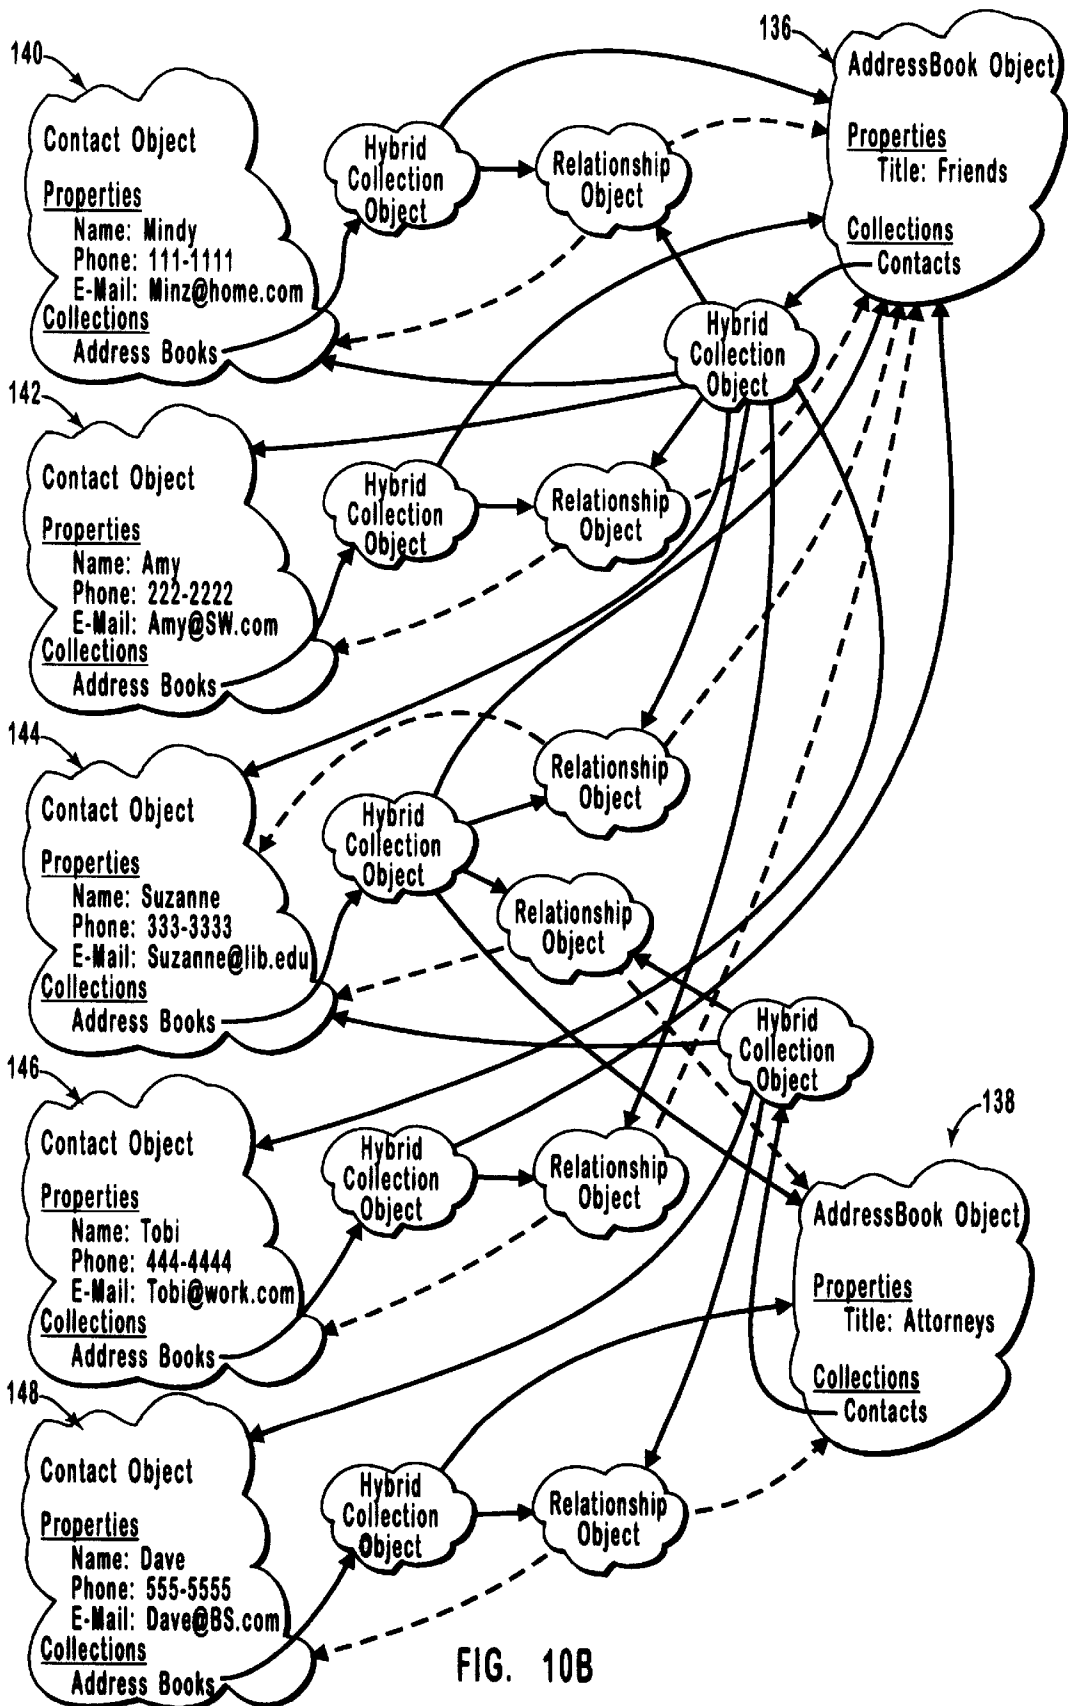 140
Contact Object
Properties
Name: Mindy
Phone: 111-1111
E-Mail: Minz@home.com
Collections
Address Books
Hybrid
Collection
Object
Relationship
Object
136
AddressBook Object
Properties
Title: Friends
Collections
Contacts
Hybrid
Collection
Object
142
Contact Object
Properties
Name: Amy
Phone: 222-2222
E-Mail: Amy@SW.com
Collections
Address Books
Hybrid
Collection
Object
Relationship
Object
144
Contact Object
Properties
Name: Suzanne
Phone: 333-3333
E-Mail: Suzanne@lib.edu
Collections
Address Books
Hybrid
Collection
Object
Relationship
Object
Relationship
Object
Hybrid
Collection
Object
146
Contact Object
Properties
Name: Tobi
Phone: 444-4444
E-Mail: Tobi@work.com
Collections
Address Books
Hybrid
Collection
Object
Relationship
Object
138
AddressBook Object
Properties
Title: Attorneys
Collections
Contacts
148
Contact Object
Properties
Name: Dave
Phone: 555-5555
E-Mail: Dave@BS.com
Collections
Address Books
Hybrid
Collection
Object
Relationship
Object
FIG. 10B